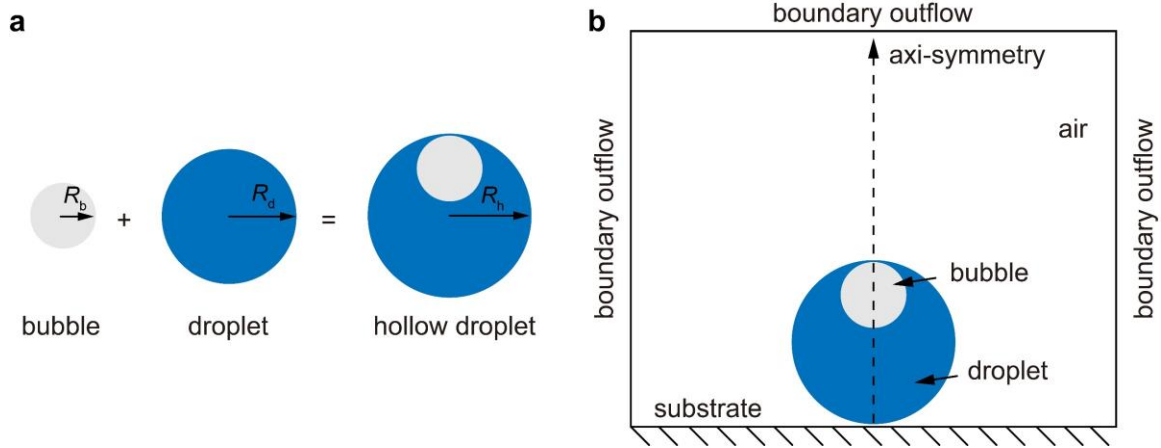 a
R_b
+
R_d
=
R_h
bubble
droplet
hollow droplet
b
boundary outflow
axi-symmetry
air
boundary outflow
boundary outflow
bubble
droplet
substrate